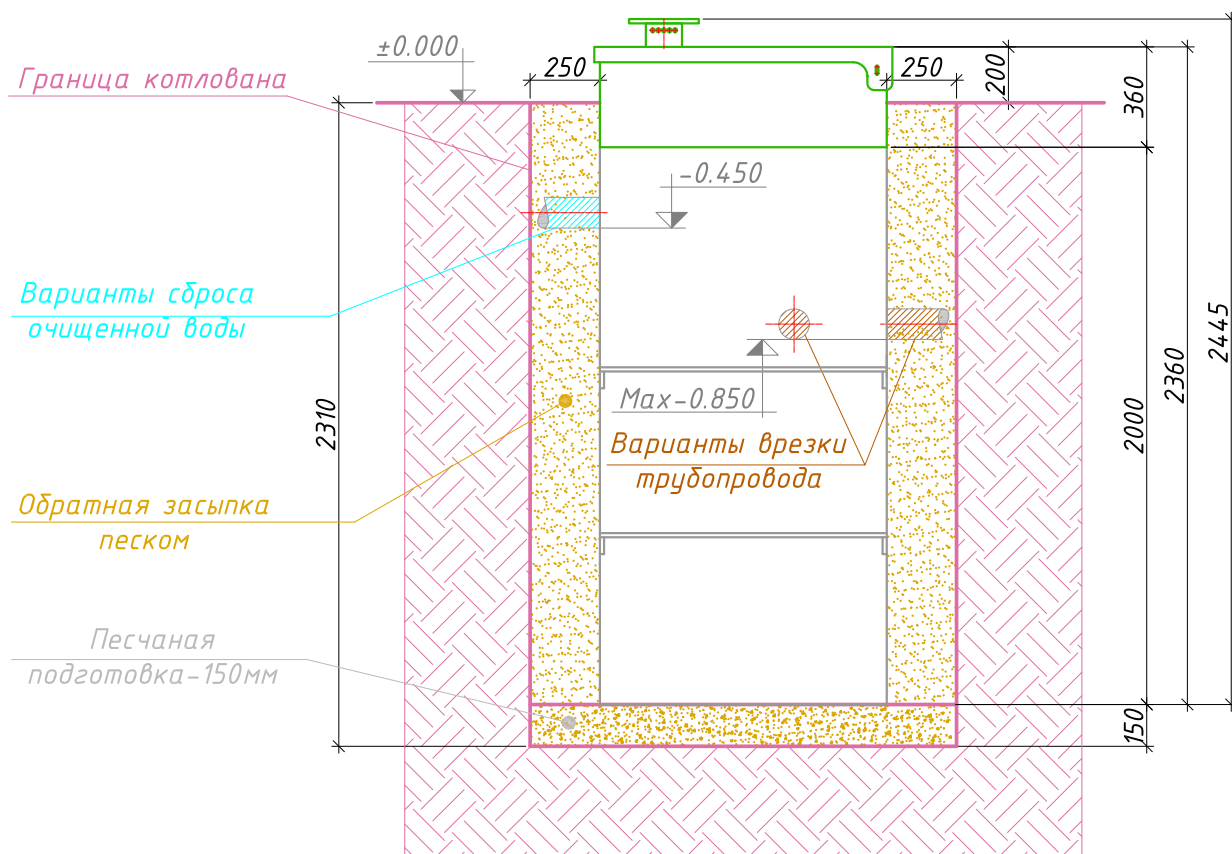 ±0.000
Граница котлована
250
250
200
360
-0.450
Варианты сброса
очищенной воды
2445
2360
Max-0.850
2310
2000
Варианты врезки
трубопровода
Обратная засыпка
песком
Песчаная
подготовка-150мм
150